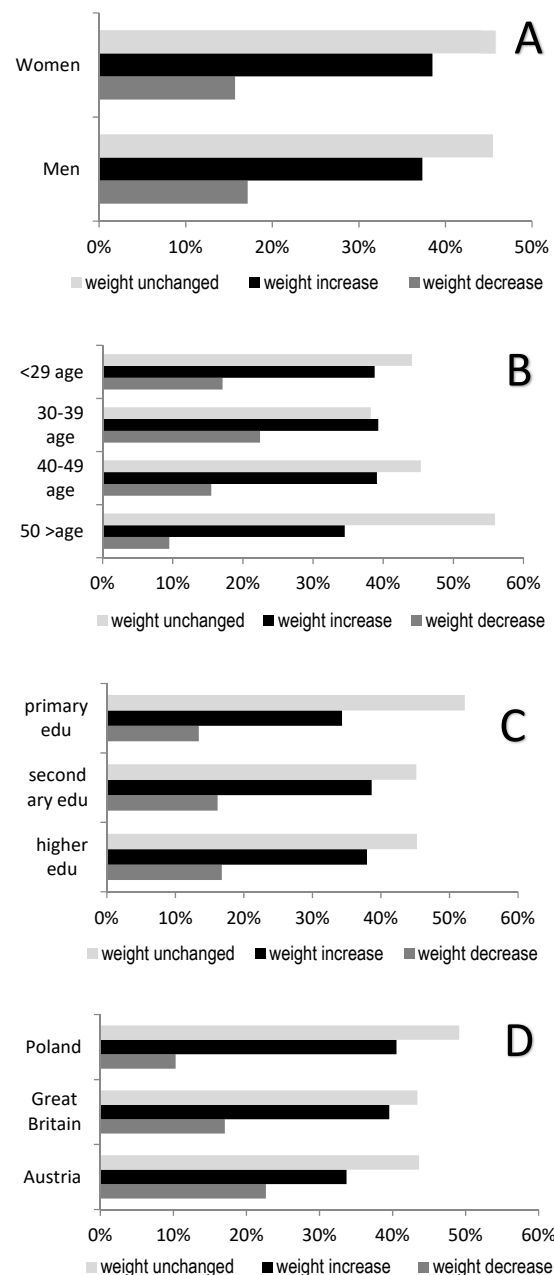 A
Women
Men
0% 10% 20% 30% 40% 50%
weight unchanged weight increase weight decrease
B
<29 age
30-39
age
40-49
age
50 >age
0% 10% 20% 30% 40% 50% 60%
weight unchanged weight increase weight decrease
C
primary
edu
second
ary edu
higher
edu
0% 10% 20% 30% 40% 50% 60%
weight unchanged weight increase weight decrease
D
Poland
Great
Britain
Austria
0% 10% 20% 30% 40% 50% 60%
weight unchanged weight increase weight decrease